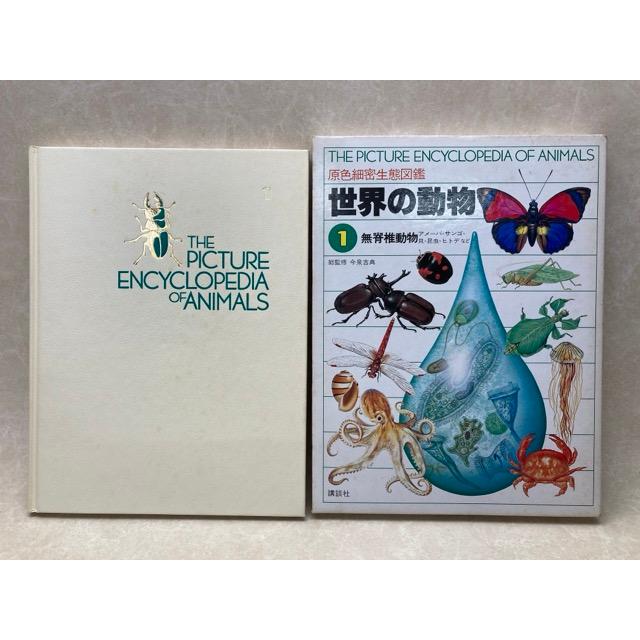 1
THE
PICTURE
ENCYCLOPEDIA
OF ANIMALS
THE PICTURE ENCYCLOPEDIA OF ANIMALS
原色細密生態図鑑
世界の動物
1 無脊椎動物 アメーバ・サンゴ・
貝・昆虫・ヒトデなど
総監修 今泉吉典
講談社